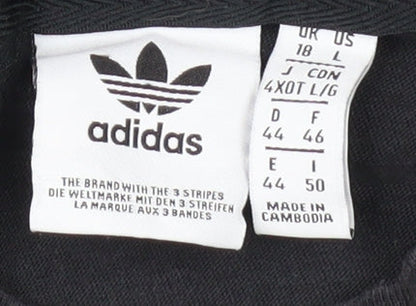 adidas
THE BRAND WITH THE 3 STRIPES
DIE WELTMARKE MIT DEN 3 STREIFEN
LA MARQUE AUX 3 BANDES
UK US
18 L
J CDN
4XOT L/G
D F
44 46
E I
44 50
MADE IN
CAMBODIA